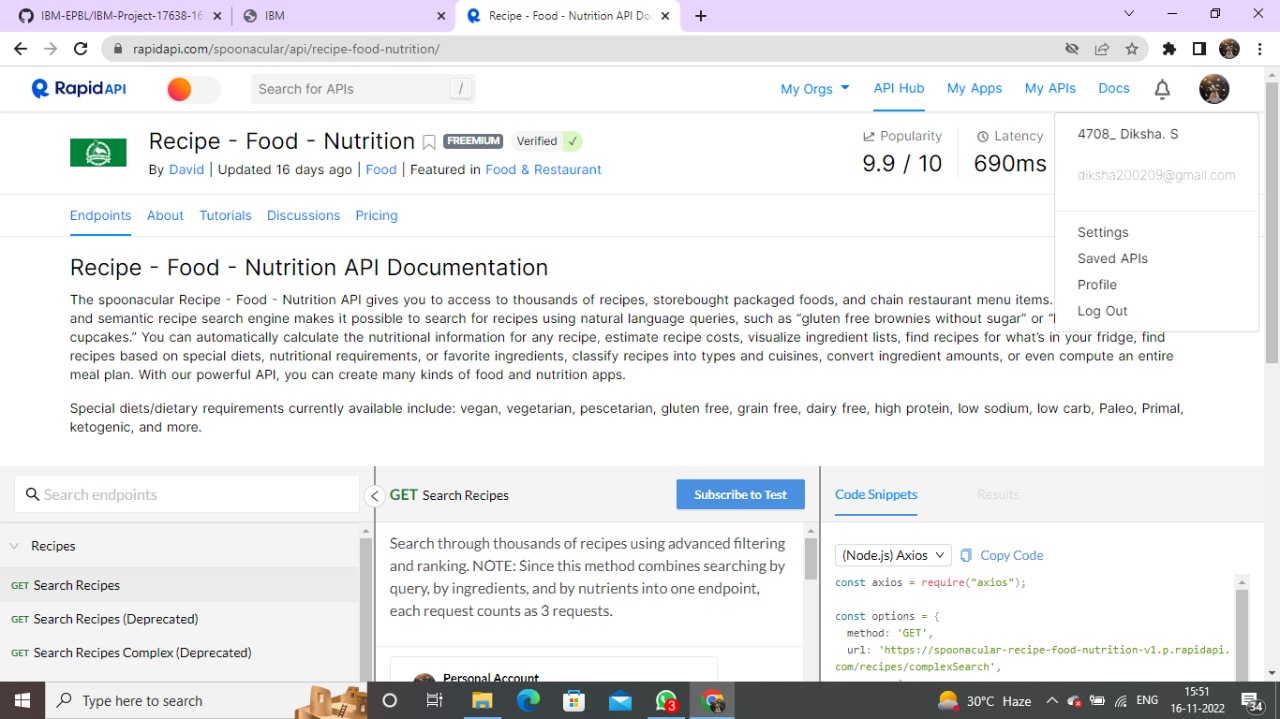 IBM-EPBL/IBM-Project-17638-16
IBM
Recipe - Food - Nutrition API Do
rapidapi.com/spoonacular/api/recipe-food-nutrition/
Rapid API
Search for APIs
/
My Orgs
API Hub
My Apps
My APIs
Docs
Recipe - Food - Nutrition
FREEMIUM
Verified ✓
By David | Updated 16 days ago | Food | Featured in Food & Restaurant
Popularity
9.9 / 10
Latency
690ms
4708_ Diksha. S
diksha200209@gmail.com
Settings
Saved APIs
Profile
Log Out
Endpoints
About
Tutorials
Discussions
Pricing
Recipe - Food - Nutrition API Documentation
The spoonacular Recipe - Food - Nutrition API gives you to access to thousands of recipes, storebought packaged foods, and chain restaurant menu items.
and semantic recipe search engine makes it possible to search for recipes using natural language queries, such as “gluten free brownies without sugar” or
cupcakes.” You can automatically calculate the nutritional information for any recipe, estimate recipe costs, visualize ingredient lists, find recipes for what’s in your fridge, find
recipes based on special diets, nutritional requirements, or favorite ingredients, classify recipes into types and cuisines, convert ingredient amounts, or even compute an entire
meal plan. With our powerful API, you can create many kinds of food and nutrition apps.
Special diets/dietary requirements currently available include: vegan, vegetarian, pescetarian, gluten free, grain free, dairy free, high protein, low sodium, low carb, Paleo, Primal,
ketogenic, and more.
Search endpoints
Recipes
GET Search Recipes
GET Search Recipes (Deprecated)
GET Search Recipes Complex (Deprecated)
GET Search Recipes
Subscribe to Test
Search through thousands of recipes using advanced filtering
and ranking. NOTE: Since this method combines searching by
query, by ingredients, and by nutrients into one endpoint,
each request counts as 3 requests.
Personal Account
Code Snippets
Results
(Node.js) Axios
Copy Code
const axios = require("axios");
const options = {
method: 'GET',
url: 'https://spoonacular-recipe-food-nutrition-v1.p.rapidapi.
com/recipes/complexSearch',
Type here to search
3
30°C Haze
ENG
15:51
16-11-2022
34